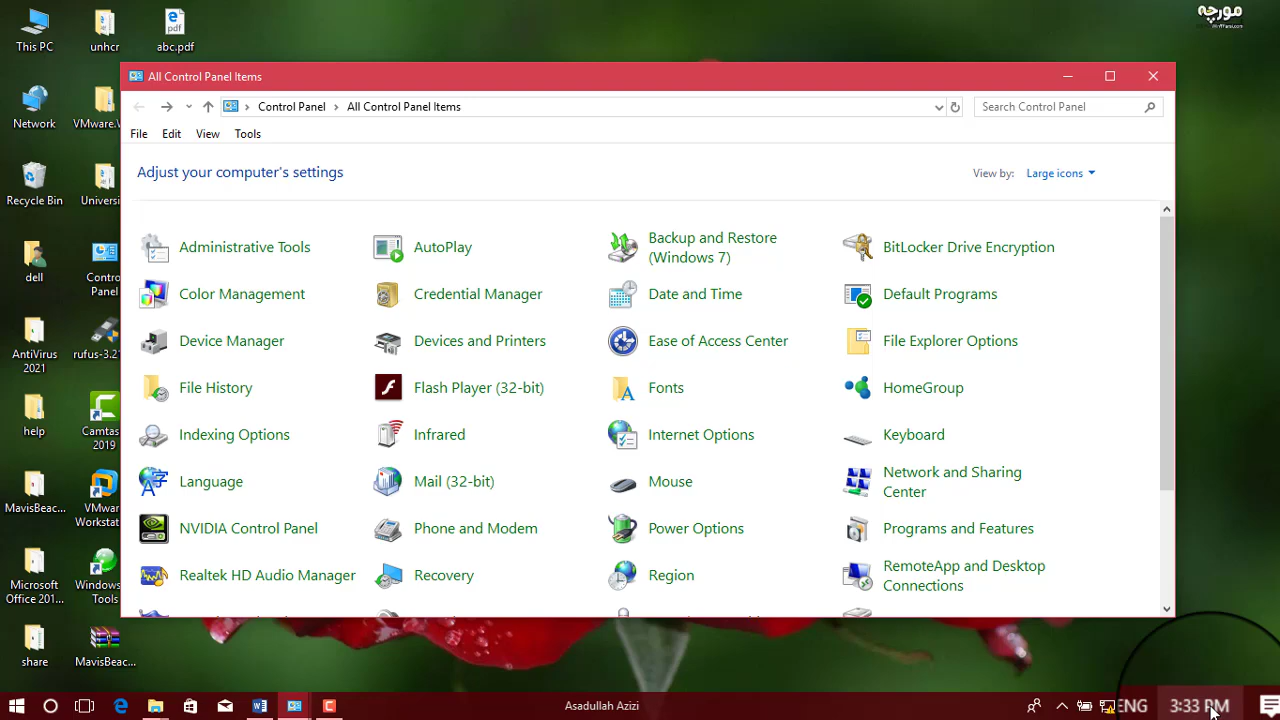 This PC
unhcr
abc.pdf
مورچه
All Control Panel Items
Network
VMware.
Control Panel
All Control Panel Items
Search Control Panel
File
Edit
View
Tools
Adjust your computer's settings
View by:
Large icons
Recycle Bin
Universi
dell
Control
Panel
AntiVirus
2021
rufus-3.2
help
Camtas
2019
MavisBeac...
VMware
Workstat
Microsoft
Office 201...
Windows
Tools
share
MavisBeac...
Administrative Tools
AutoPlay
Backup and Restore
(Windows 7)
BitLocker Drive Encryption
Color Management
Credential Manager
Date and Time
Default Programs
Device Manager
Devices and Printers
Ease of Access Center
File Explorer Options
File History
Flash Player (32-bit)
Fonts
HomeGroup
Indexing Options
Infrared
Internet Options
Keyboard
Language
Mail (32-bit)
Mouse
Network and Sharing
Center
NVIDIA Control Panel
Phone and Modem
Power Options
Programs and Features
Realtek HD Audio Manager
Recovery
Region
RemoteApp and Desktop
Connections
Asadullah Azizi
ENG
3:33 PM